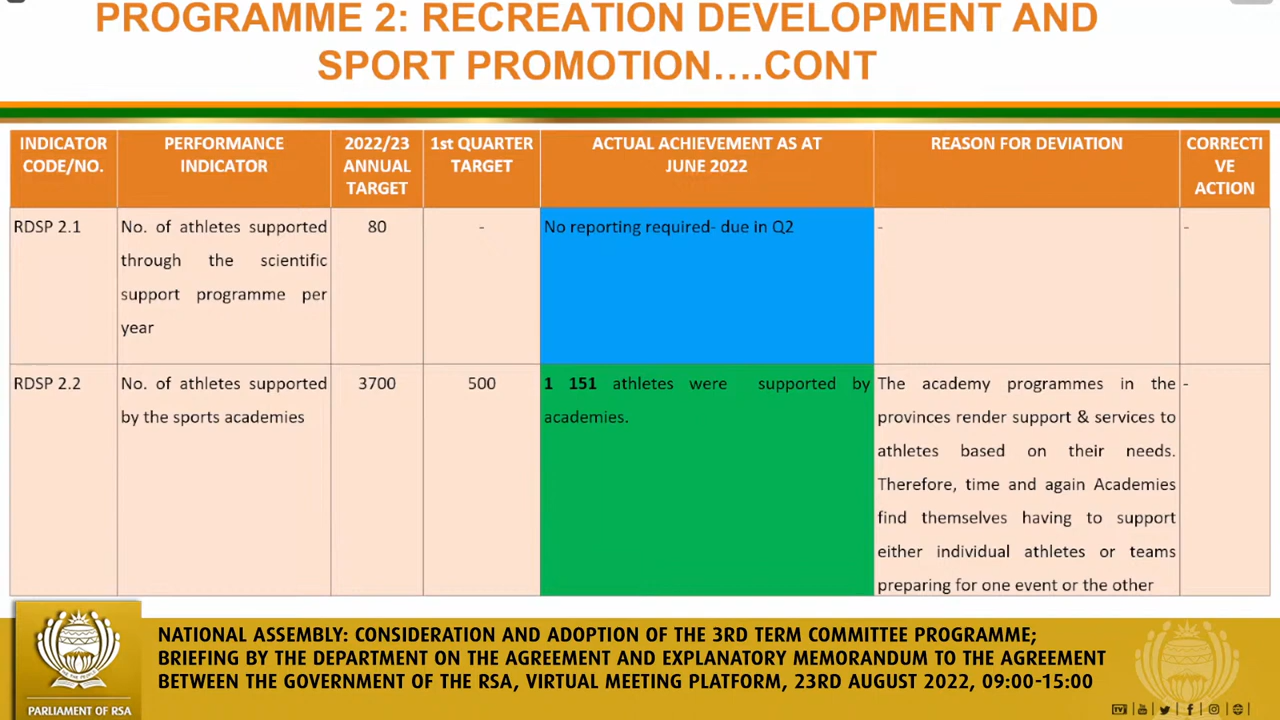 PROGRAMME 2: RECREATION DEVELOPMENT AND
SPORT PROMOTION....CONT
INDICATOR CODE/NO.
PERFORMANCE INDICATOR
2022/23 ANNUAL TARGET
1st QUARTER TARGET
ACTUAL ACHIEVEMENT AS AT JUNE 2022
REASON FOR DEVIATION
CORRECTI VE ACTION
RDSP 2.1
No. of athletes supported
through the scientific
support programme per
year
80
-
No reporting required- due in Q2
-
-
RDSP 2.2
No. of athletes supported
by the sports academies
3700
500
1 151 athletes were supported by
academies.
The academy programmes in the
provinces render support & services to
athletes based on their needs.
Therefore, time and again Academies
find themselves having to support
either individual athletes or teams
preparing for one event or the other
-
NATIONAL ASSEMBLY: CONSIDERATION AND ADOPTION OF THE 3RD TERM COMMITTEE PROGRAMME;
BRIEFING BY THE DEPARTMENT ON THE AGREEMENT AND EXPLANATORY MEMORANDUM TO THE AGREEMENT
BETWEEN THE GOVERNMENT OF THE RSA, VIRTUAL MEETING PLATFORM, 23RD AUGUST 2022, 09:00-15:00
PARLIAMENT OF RSA